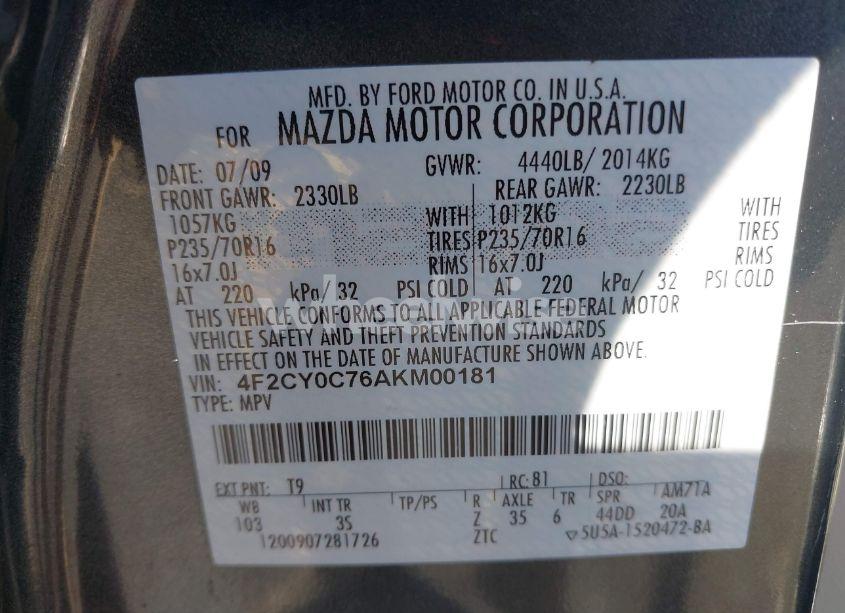 MFD. BY FORD MOTOR CO. IN U.S.A.
FOR MAZDA MOTOR CORPORATION
DATE: 07/09 GVWR: 4440LB/ 2014KG
FRONT GAWR: 2330LB REAR GAWR: 2230LB
1057KG WITH 1012KG WITH
P235/70R16 TIRES P235/70R16 TIRES
16x7.0J RIMS 16x7.0J RIMS
AT 220 kPa/ 32 PSI COLD AT 220 kPa/ 32 PSI COLD
THIS VEHICLE CONFORMS TO ALL APPLICABLE FEDERAL MOTOR
VEHICLE SAFETY AND THEFT PREVENTION STANDARDS
IN EFFECT ON THE DATE OF MANUFACTURE SHOWN ABOVE.
VIN: 4F2CY0C76AKM00181
TYPE: MPV
EXT PNT: T9 RC: 81 DSO:
WB INT TR TP/PS R AXLE TR SPR AM71A
103 3S Z 35 6 44DD 20A
1200907281726 ZTC 5U5A-1520472-BA